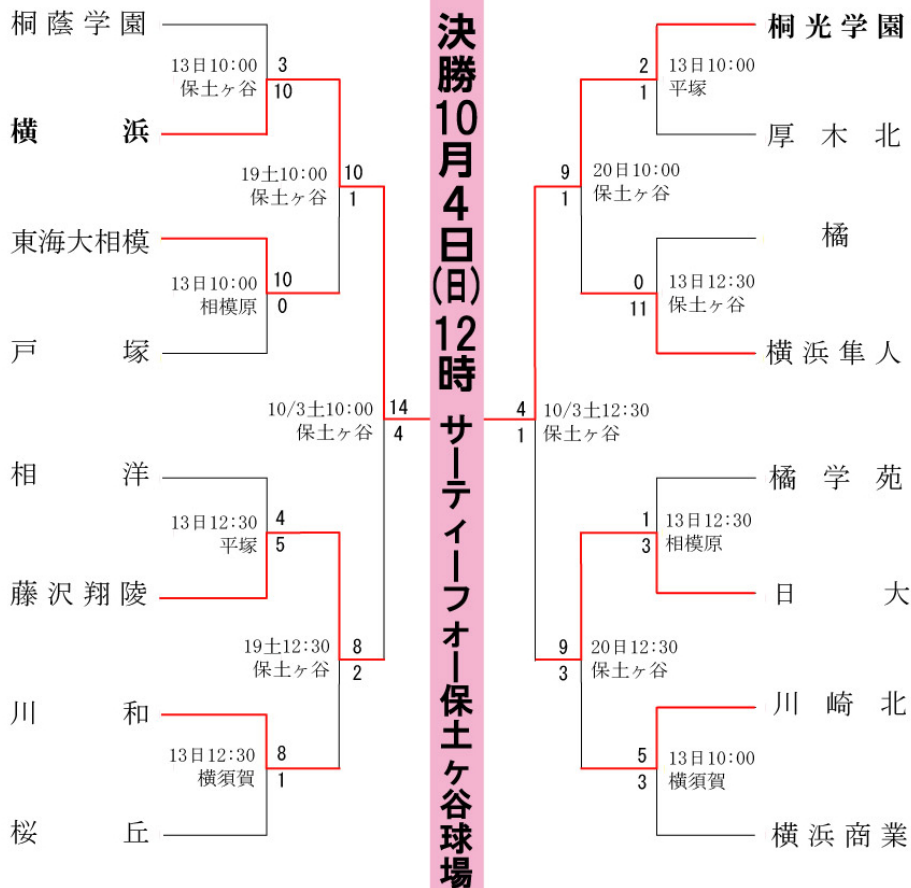 桐蔭学園
13日10:00
保土ヶ谷
3
10
横浜
19土10:00
保土ヶ谷
10
1
東海大相模
13日10:00
相模原
10
0
戸塚
10/3土10:00
保土ヶ谷
14
4
相洋
13日12:30
平塚
4
5
藤沢翔陵
19土12:30
保土ヶ谷
8
2
川和
13日12:30
横須賀
8
1
桜丘
決勝10月4日(日)12時 サーティーフォー保土ヶ谷球場
桐光学園
2
1
13日10:00
平塚
厚木北
9
1
20日10:00
保土ヶ谷
橘
0
11
13日12:30
保土ヶ谷
横浜隼人
4
1
10/3土12:30
保土ヶ谷
橘学苑
1
3
13日12:30
相模原
日大
9
3
20日12:30
保土ヶ谷
川崎北
5
3
13日10:00
横須賀
横浜商業